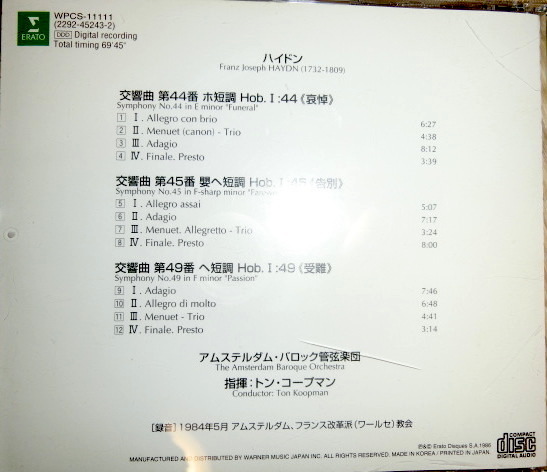 WPCS-11111
(2292-45243-2)
DDD Digital recording
Total timing 69'45"
ERATO
ハイドン
Franz Joseph HAYDN (1732-1809)
交響曲 第44番 ホ短調 Hob. I:44《哀悼》
Symphony No.44 in E minor "Funeral"
1 I. Allegro con brio 6:27
2 II. Menuet (canon) - Trio 4:38
3 III. Adagio 8:12
4 IV. Finale. Presto 3:39
交響曲 第45番 嬰ヘ短調 Hob. I:45《告別》
Symphony No.45 in F-sharp minor "Farewell"
5 I. Allegro assai 5:07
6 II. Adagio 7:17
7 III. Menuet. Allegretto - Trio 3:24
8 IV. Finale. Presto 8:00
交響曲 第49番 ヘ短調 Hob. I:49《受難》
Symphony No.49 in F minor "Passion"
9 I. Adagio 7:46
10 II. Allegro di molto 6:48
11 III. Menuet - Trio 4:41
12 IV. Finale. Presto 3:14
アムステルダム・バロック管弦楽団
The Amsterdam Baroque Orchestra
指揮:トン・コープマン
Conductor: Ton Koopman
[録音]1984年5月 アムステルダム、フランス改革派(ワールセ)教会
℗&© Erato Disques S.A.1986
MANUFACTURED AND DISTRIBUTED BY WARNER MUSIC JAPAN INC. MADE IN KOREA / PRINTED IN JAPAN
COMPACT
disc
DIGITAL AUDIO